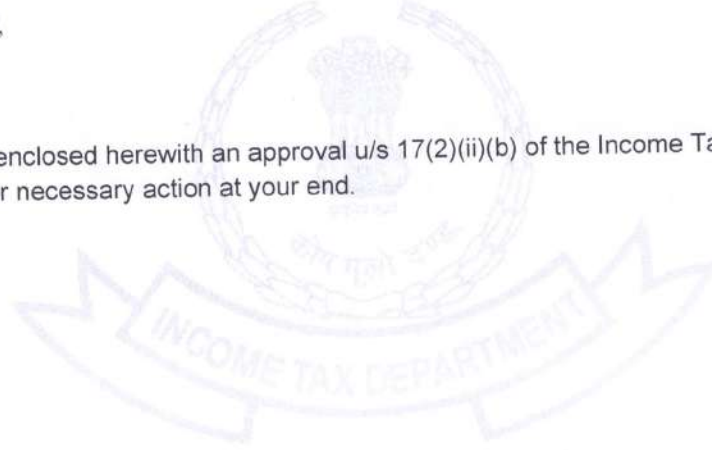 ,
enclosed herewith an approval u/s 17(2)(ii)(b) of the Income Ta
r necessary action at your end.
कोष मूलो दण्डः
INCOME TAX DEPARTMENT